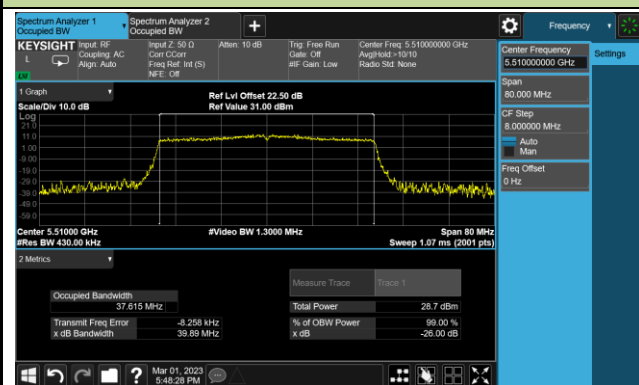 Spectrum Analyzer 1
Occupied BW
Spectrum Analyzer 2
Occupied BW
+
Frequency
KEYSIGHT
L
LVI
Input: RF
Coupling: AC
Align: Auto
Input Z: 50 Ω
Corr CCorr
Freq Ref: Int (S)
NFE: Off
Atten: 10 dB
Trig: Free Run
Gate: Off
#IF Gain: Low
Center Freq: 5.510000000 GHz
Avg|Hold:>10/10
Radio Std: None
Center Frequency
5.510000000 GHz
Settings
Span
80.000 MHz
CF Step
8.000000 MHz
Auto
Man
Freq Offset
0 Hz
1 Graph
Scale/Div 10.0 dB
Ref Lvl Offset 22.50 dB
Ref Value 31.00 dBm
Log
21.0
11.0
1.00
-9.00
-19.0
-29.0
-39.0
-49.0
-59.0
Center 5.51000 GHz
#Res BW 430.00 kHz
#Video BW 1.3000 MHz
Span 80 MHz
Sweep 1.07 ms (2001 pts)
2 Metrics
Measure Trace
Trace 1
Occupied Bandwidth
37.615 MHz
Total Power
28.7 dBm
Transmit Freq Error
-8.258 kHz
% of OBW Power
99.00 %
x dB Bandwidth
39.89 MHz
x dB
-26.00 dB
?
Mar 01, 2023
5:48:28 PM